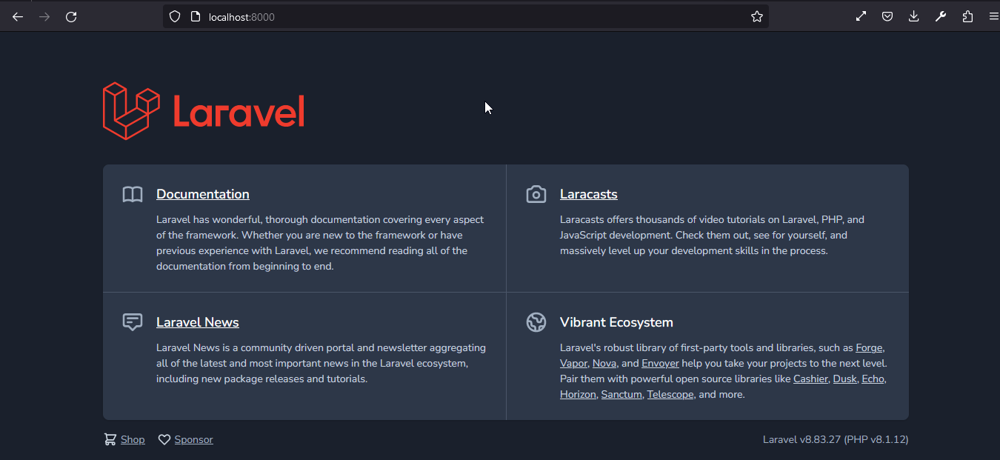 localhost:8000
Laravel
Documentation
Laravel has wonderful, thorough documentation covering every aspect
of the framework. Whether you are new to the framework or have
previous experience with Laravel, we recommend reading all of the
documentation from beginning to end.
Laracasts
Laracasts offers thousands of video tutorials on Laravel, PHP, and
JavaScript development. Check them out, see for yourself, and
massively level up your development skills in the process.
Laravel News
Laravel News is a community driven portal and newsletter aggregating
all of the latest and most important news in the Laravel ecosystem,
including new package releases and tutorials.
Vibrant Ecosystem
Laravel's robust library of first-party tools and libraries, such as Forge,
Vapor, Nova, and Envoyer help you take your projects to the next level.
Pair them with powerful open source libraries like Cashier, Dusk, Echo,
Horizon, Sanctum, Telescope, and more.
Shop Sponsor
Laravel v8.83.27 (PHP v8.1.12)